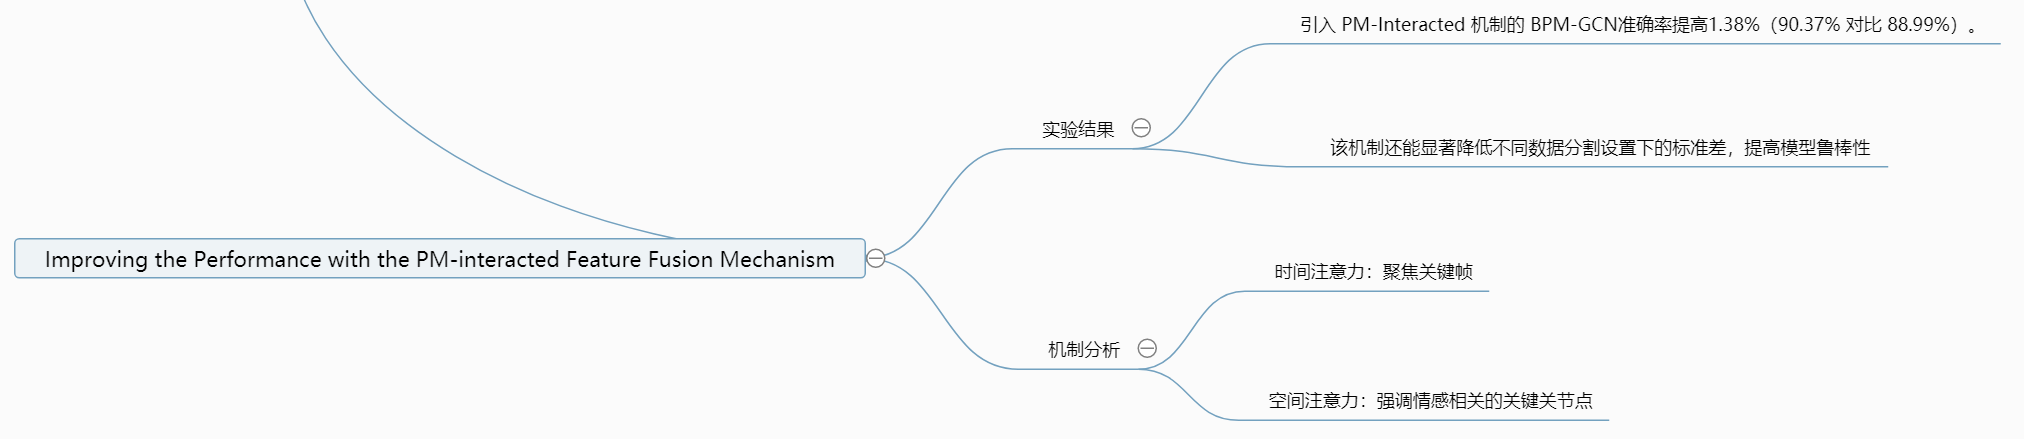 引入 PM-Interacted 机制的 BPM-GCN准确率提高1.38%（90.37% 对比 88.99%）。
实验结果
该机制还能显著降低不同数据分割设置下的标准差，提高模型鲁棒性
Improving the Performance with the PM-interacted Feature Fusion Mechanism
时间注意力：聚焦关键帧
机制分析
空间注意力：强调情感相关的关键关节点